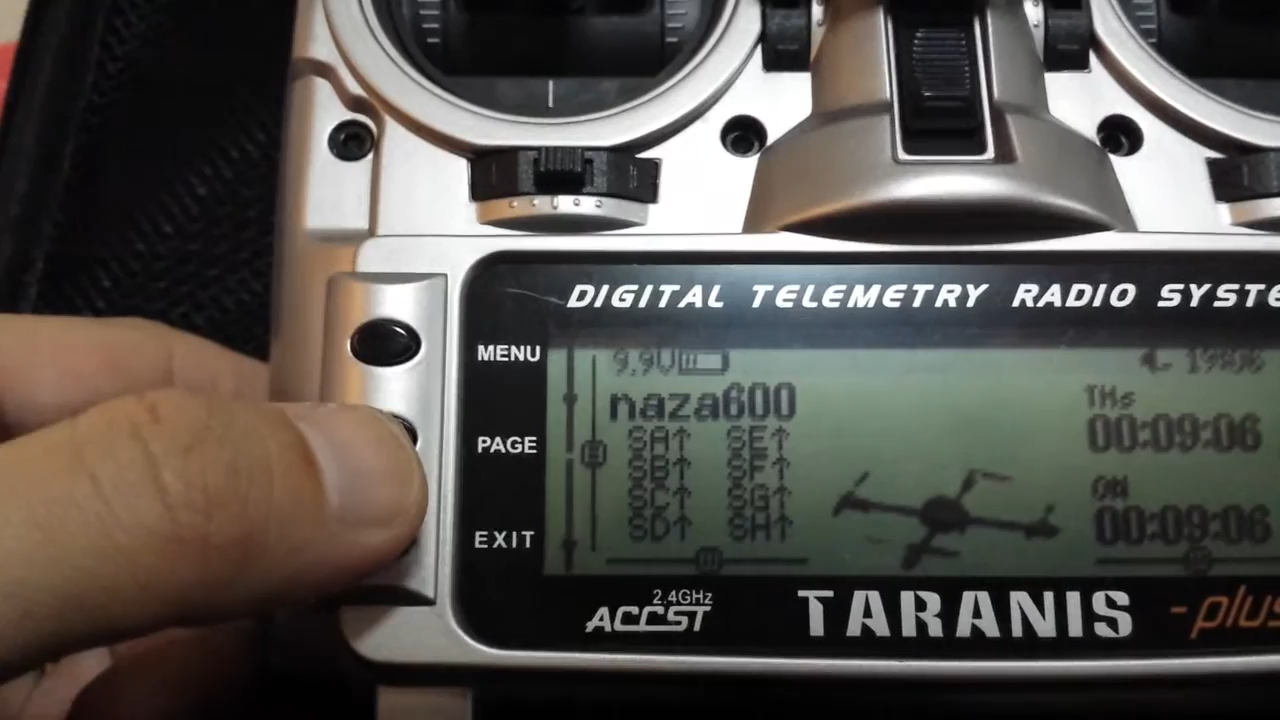 DIGITAL TELEMETRY RADIO SYSTE
MENU
PAGE
EXIT
9.9V
naza600
SA↑ SE↑
SB↑ SF↑
SC↑ SG↑
SD↑ SH↑
THs
00:09:06
ON
00:09:06
2.4GHz
ACCST
TARANIS -plus